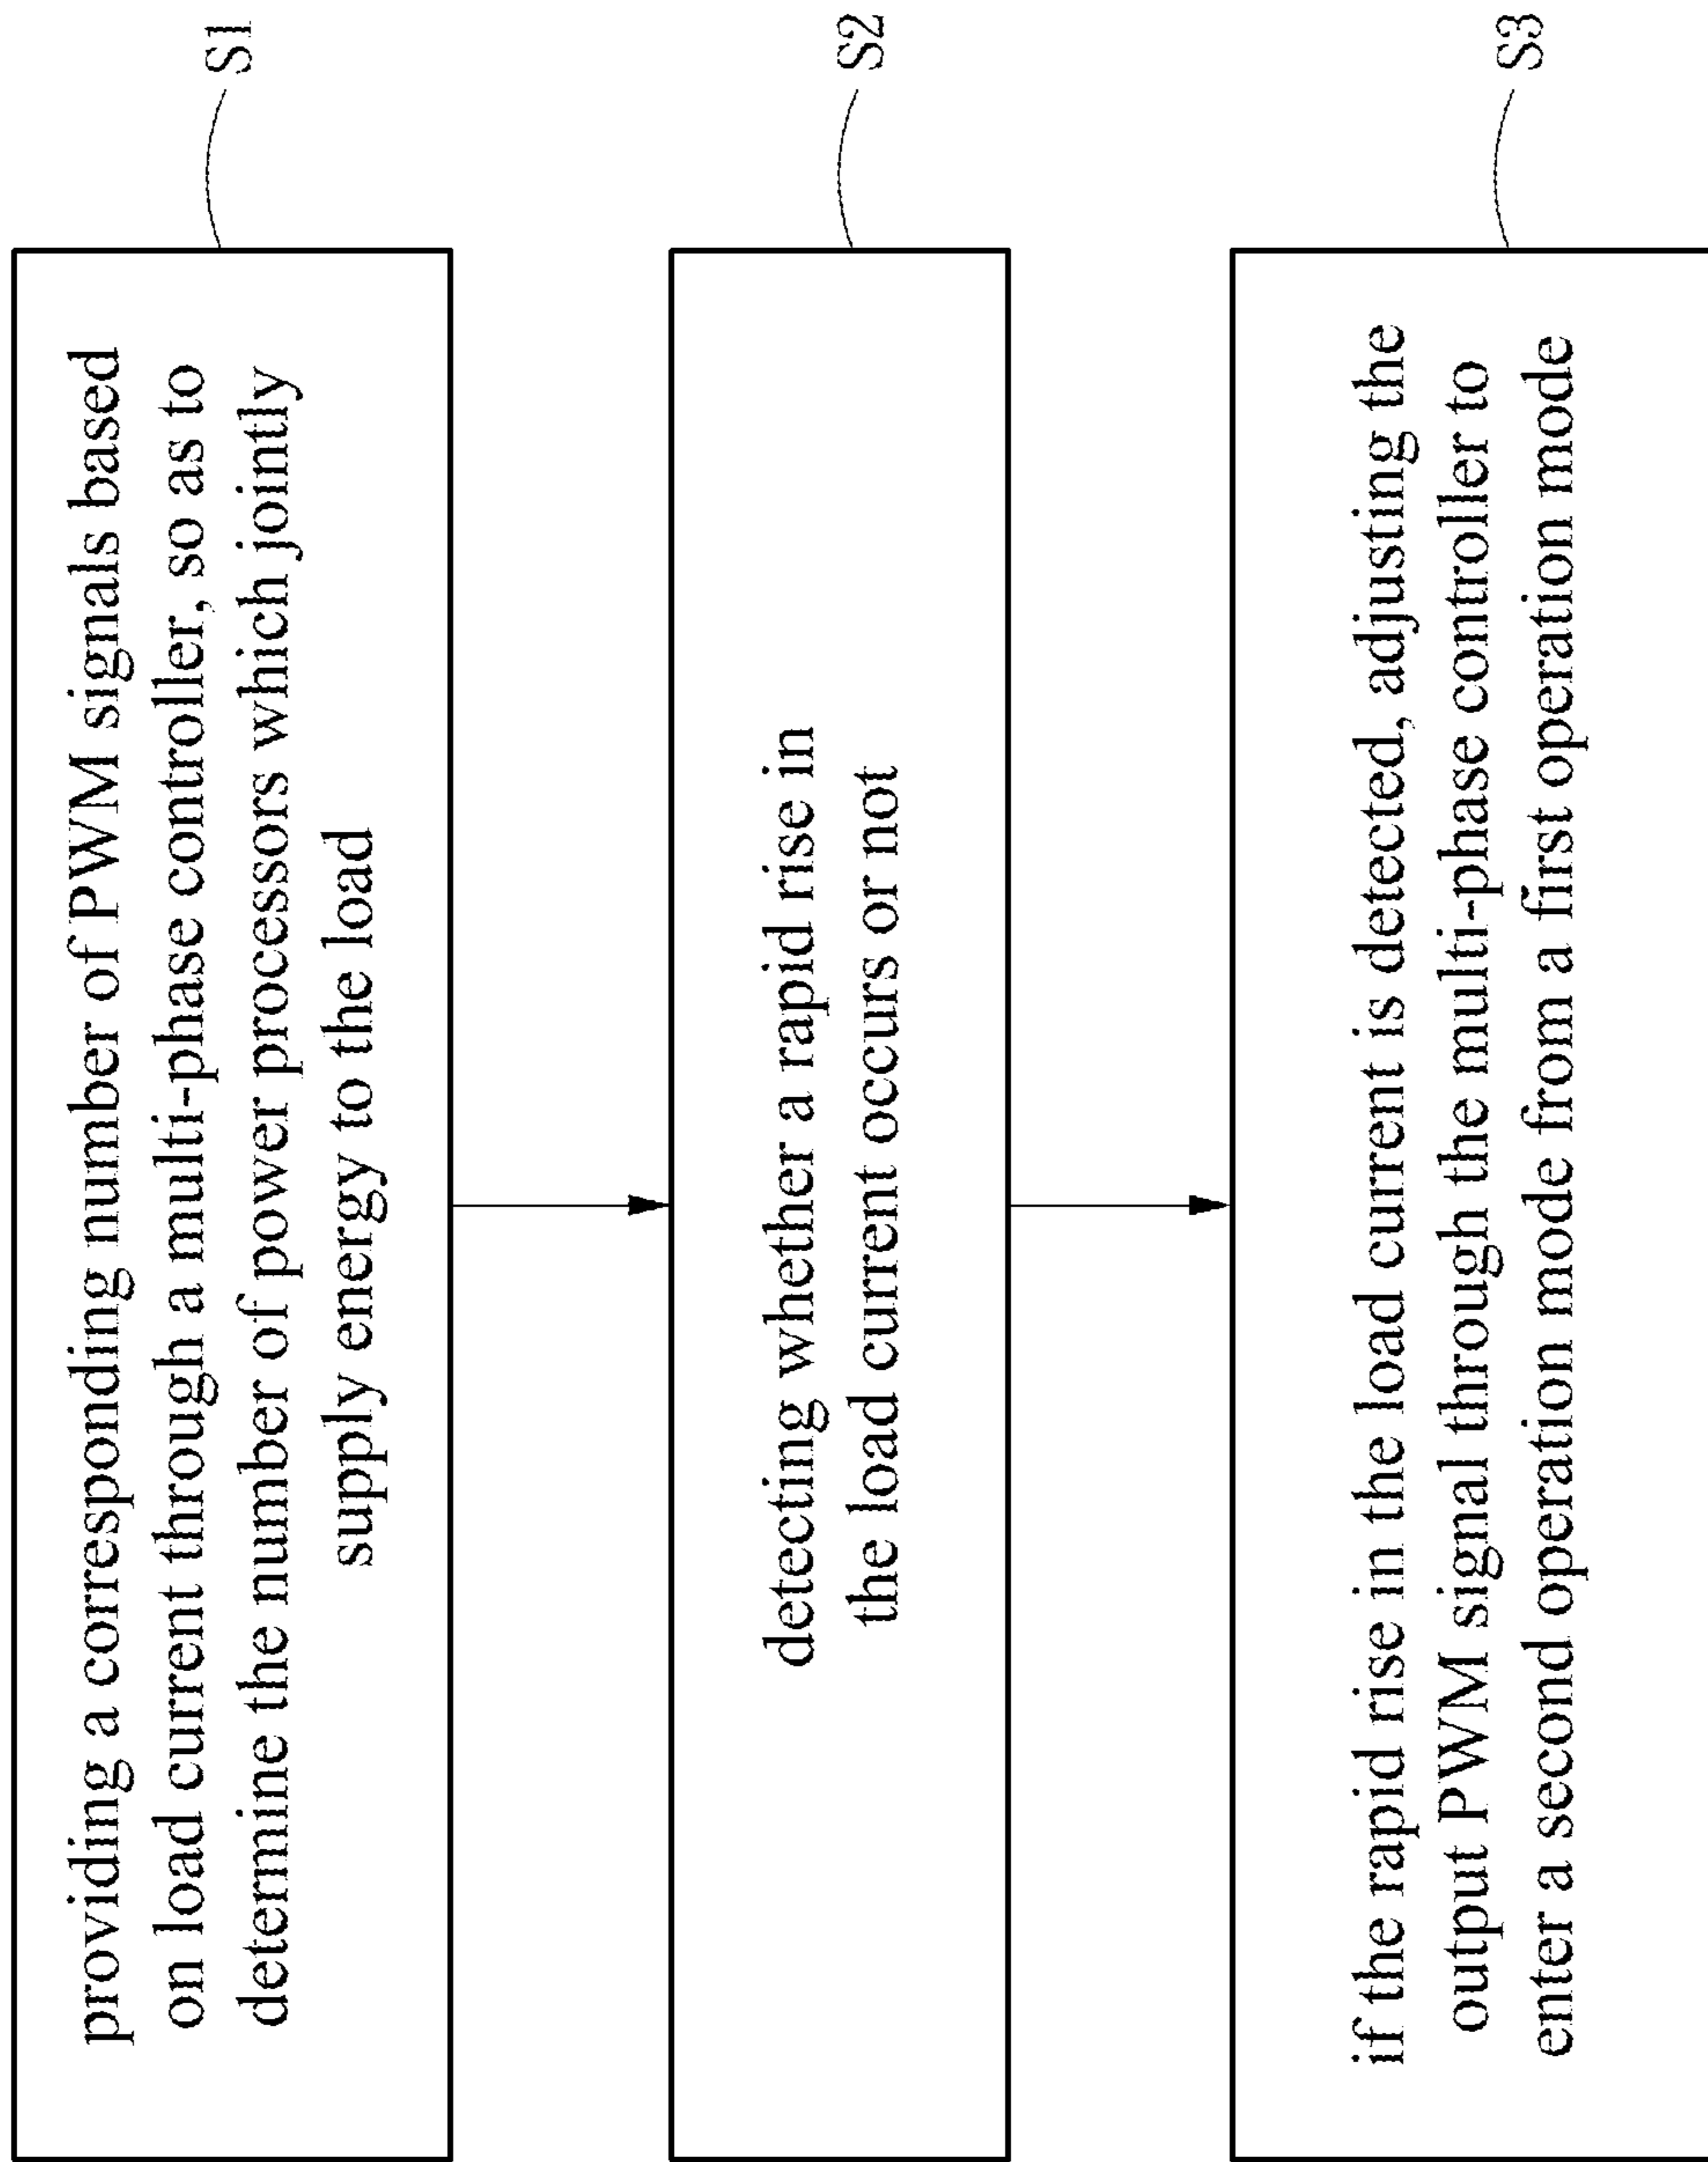 providing a corresponding number of PWM signals based
on load current through a multi-phase controller, so as to
determine the number of power processors which jointly
supply energy to the load
S1
detecting whether a rapid rise in
the load current occurs or not
S2
if the rapid rise in the load current is detected, adjusting the
output PWM signal through the multi-phase controller to
enter a second operation mode from a first operation mode
S3